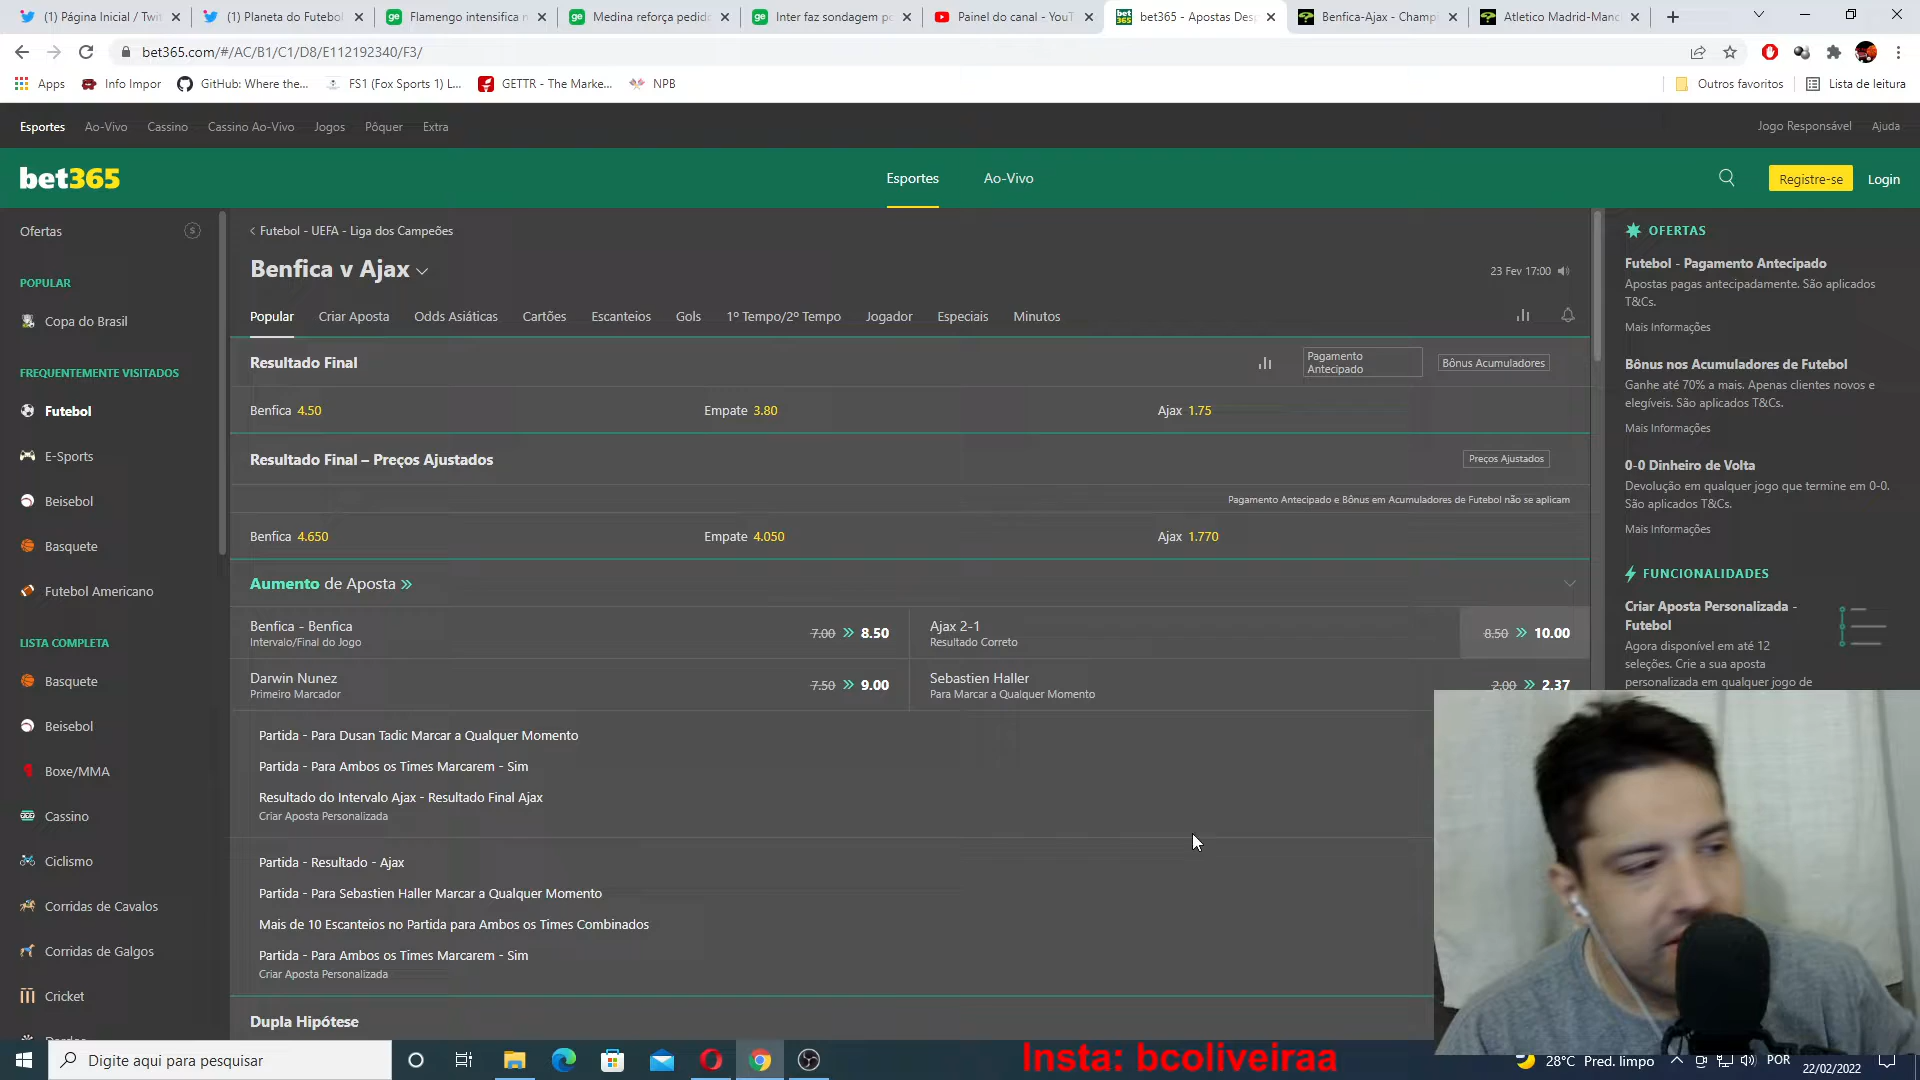 (1) Página Inicial / Twit
(1) Planeta do Futebol
Flamengo intensifica n
Medina reforça pedido
Inter faz sondagem po
Painel do canal - YouT
bet365 - Apostas Des
Benfica-Ajax - Champ
Atletico Madrid-Manc
bet365.com/#/AC/B1/C1/D8/E112192340/F3/
Apps
Info Impor
GitHub: Where the...
FS1 (Fox Sports 1) L...
GETTR - The Marke...
NPB
Outros favoritos
Lista de leitura
Esportes
Ao-Vivo
Cassino
Cassino Ao-Vivo
Jogos
Pôquer
Extra
Jogo Responsável
Ajuda
bet365
Esportes
Ao-Vivo
Registre-se
Login
Ofertas
POPULAR
Copa do Brasil
FREQUENTEMENTE VISITADOS
Futebol
E-Sports
Beisebol
Basquete
Futebol Americano
LISTA COMPLETA
Basquete
Beisebol
Boxe/MMA
Cassino
Ciclismo
Corridas de Cavalos
Corridas de Galgos
Cricket
Futebol - UEFA - Liga dos Campeões
Benfica v Ajax
23 Fev 17:00
Popular
Criar Aposta
Odds Asiáticas
Cartões
Escanteios
Gols
1º Tempo/2º Tempo
Jogador
Especiais
Minutos
Resultado Final
Pagamento
Antecipado
Bônus Acumuladores
Benfica 4.50
Empate 3.80
Ajax 1.75
Resultado Final – Preços Ajustados
Preços Ajustados
Pagamento Antecipado e Bônus em Acumuladores de Futebol não se aplicam
Benfica 4.650
Empate 4.050
Ajax 1.770
Aumento de Aposta »
Benfica - Benfica
Intervalo/Final do Jogo
7.00 » 8.50
Ajax 2-1
Resultado Correto
8.50 » 10.00
Darwin Nunez
Primeiro Marcador
7.50 » 9.00
Sebastien Haller
Para Marcar a Qualquer Momento
2.00 » 2.37
Partida - Para Dusan Tadic Marcar a Qualquer Momento
Partida - Para Ambos os Times Marcarem - Sim
Resultado do Intervalo Ajax - Resultado Final Ajax
Criar Aposta Personalizada
Partida - Resultado - Ajax
Partida - Para Sebastien Haller Marcar a Qualquer Momento
Mais de 10 Escanteios no Partida para Ambos os Times Combinados
Partida - Para Ambos os Times Marcarem - Sim
Criar Aposta Personalizada
Dupla Hipótese
OFERTAS
Futebol - Pagamento Antecipado
Apostas pagas antecipadamente. São aplicados
T&Cs.
Mais Informações
Bônus nos Acumuladores de Futebol
Ganhe até 70% a mais. Apenas clientes novos e
elegíveis. São aplicados T&Cs.
Mais Informações
0-0 Dinheiro de Volta
Devolução em qualquer jogo que termine em 0-0.
São aplicados T&Cs.
Mais Informações
FUNCIONALIDADES
Criar Aposta Personalizada -
Futebol
Agora disponível em até 12
seleções. Crie a sua aposta
personalizada em qualquer jogo de
Digite aqui para pesquisar
Insta: bcoliveiraa
28°C Pred. limpo
POR
22/02/2022